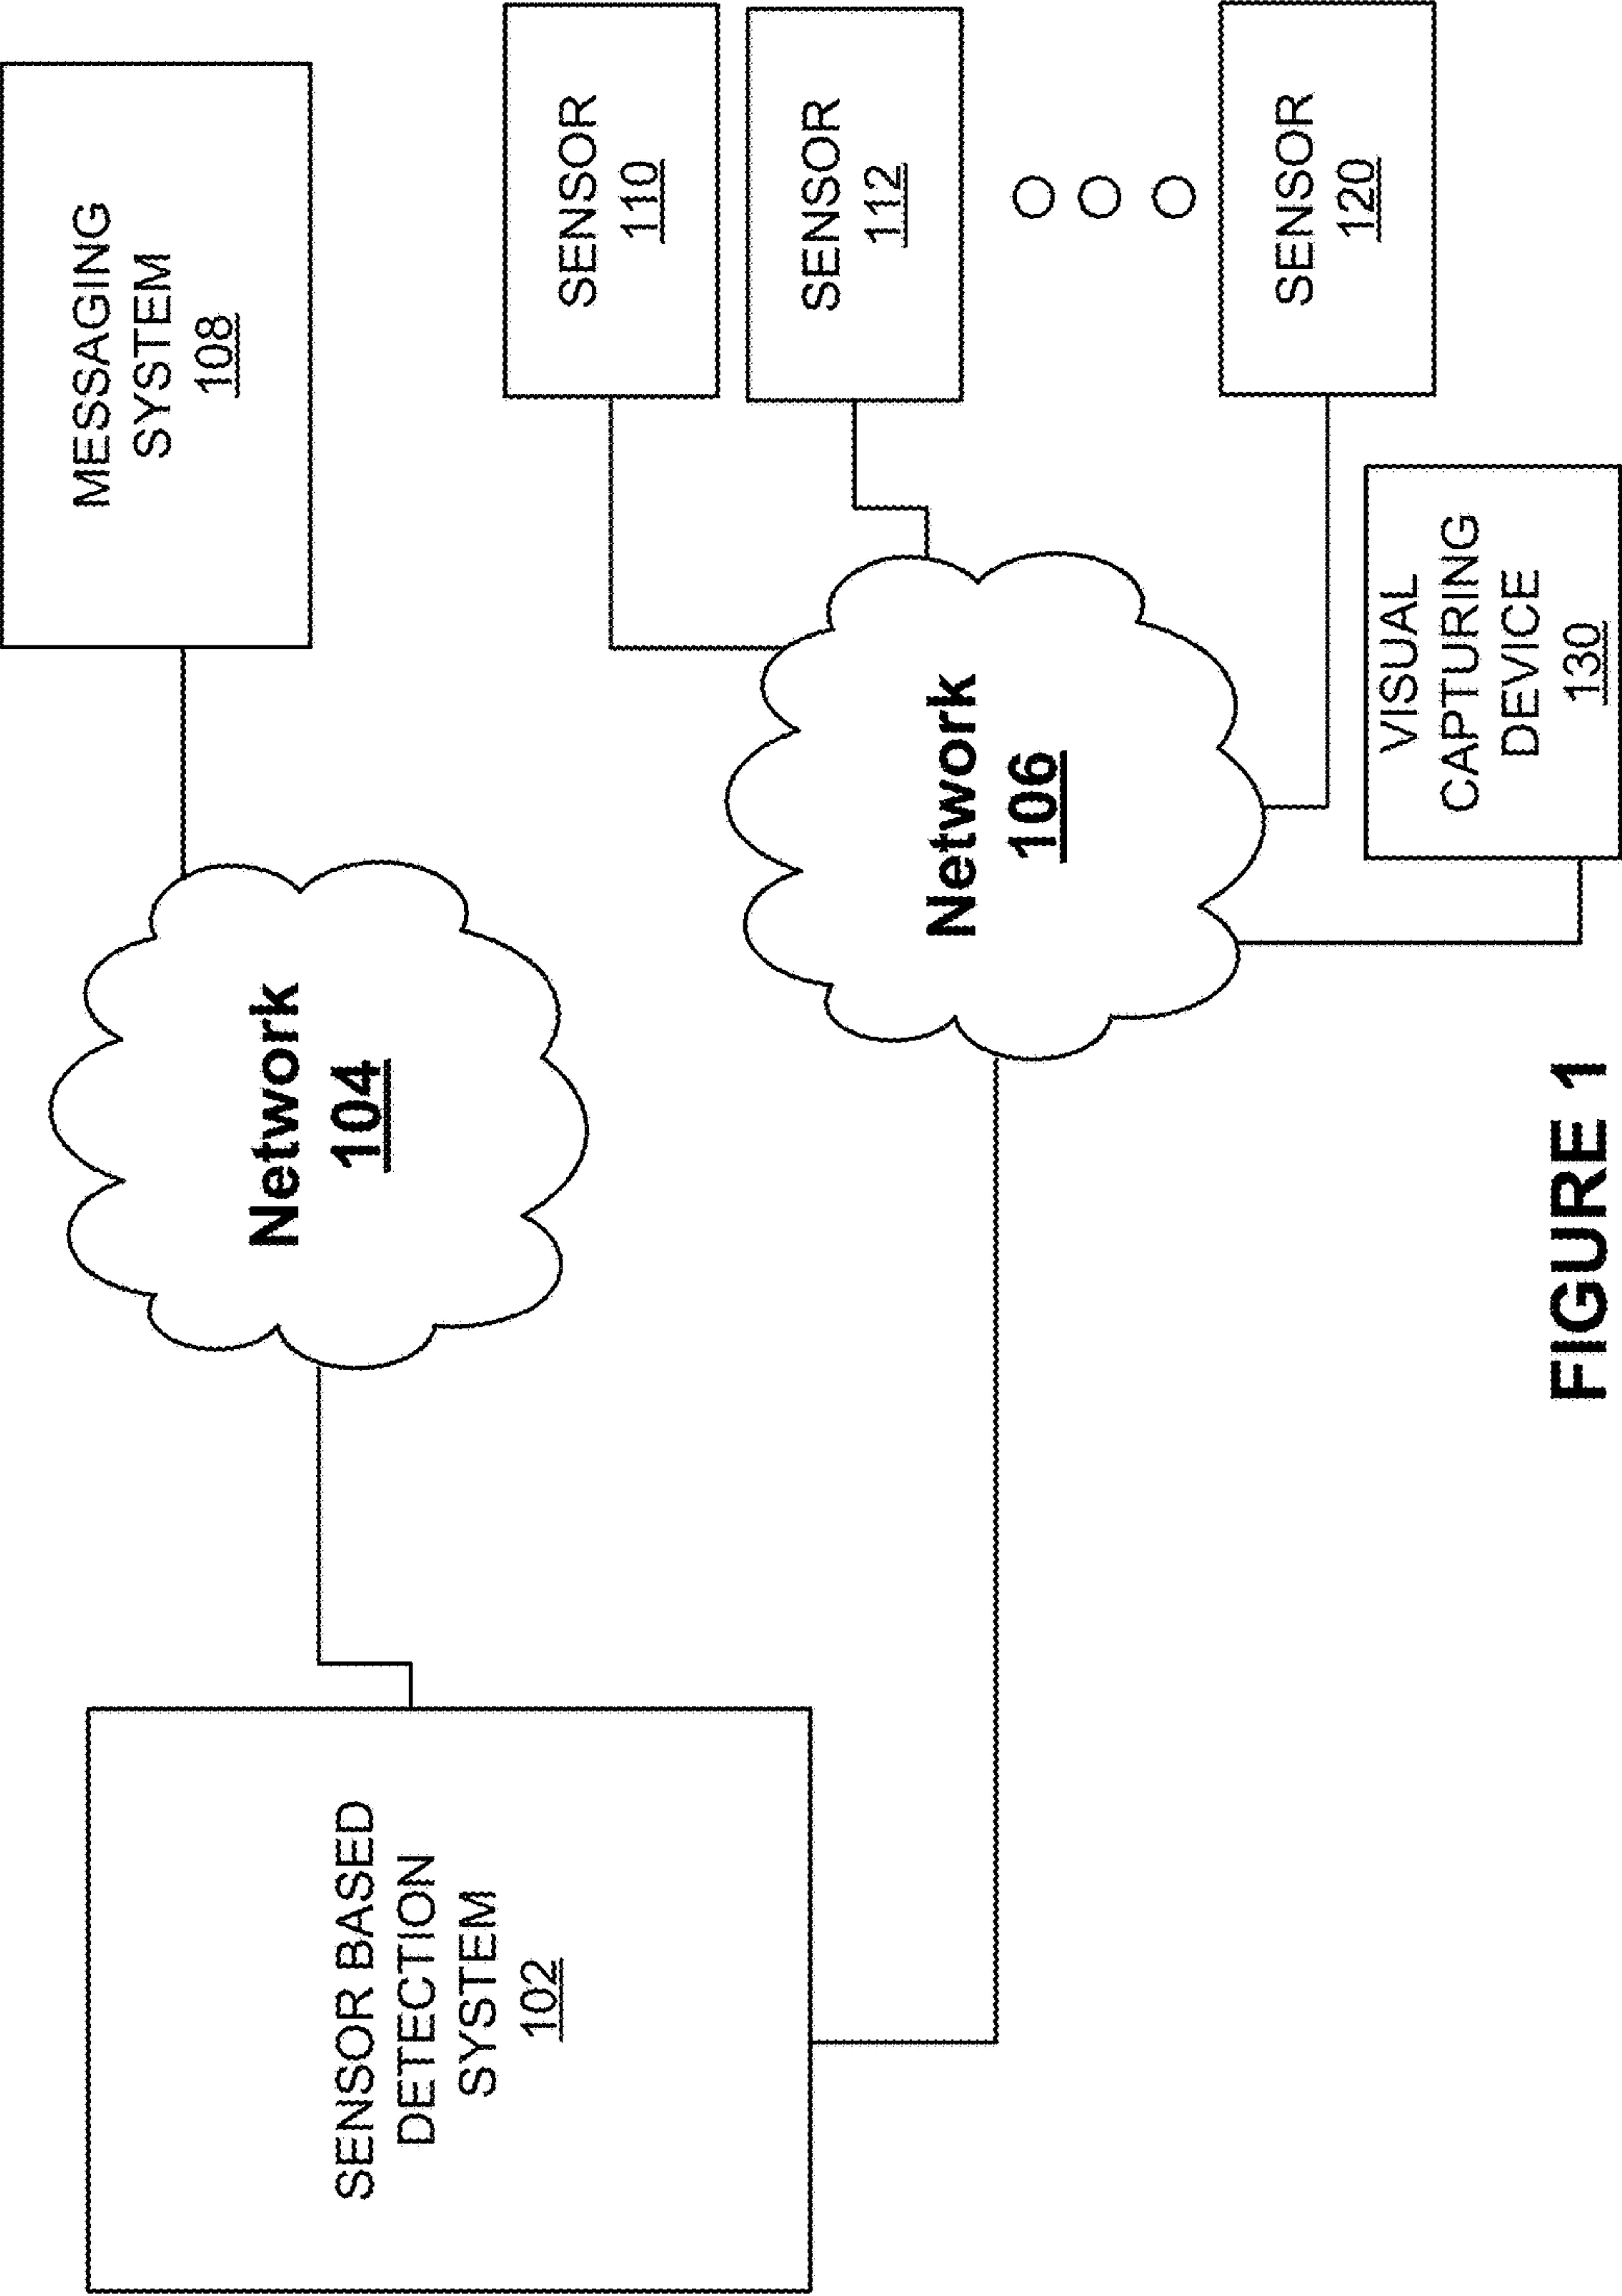 MESSAGING
SYSTEM
108
SENSOR
110
SENSOR
112
SENSOR
120
VISUAL
CAPTURING
DEVICE
130
Network
104
Network
106
SENSOR BASED
DETECTION
SYSTEM
102
FIGURE 1